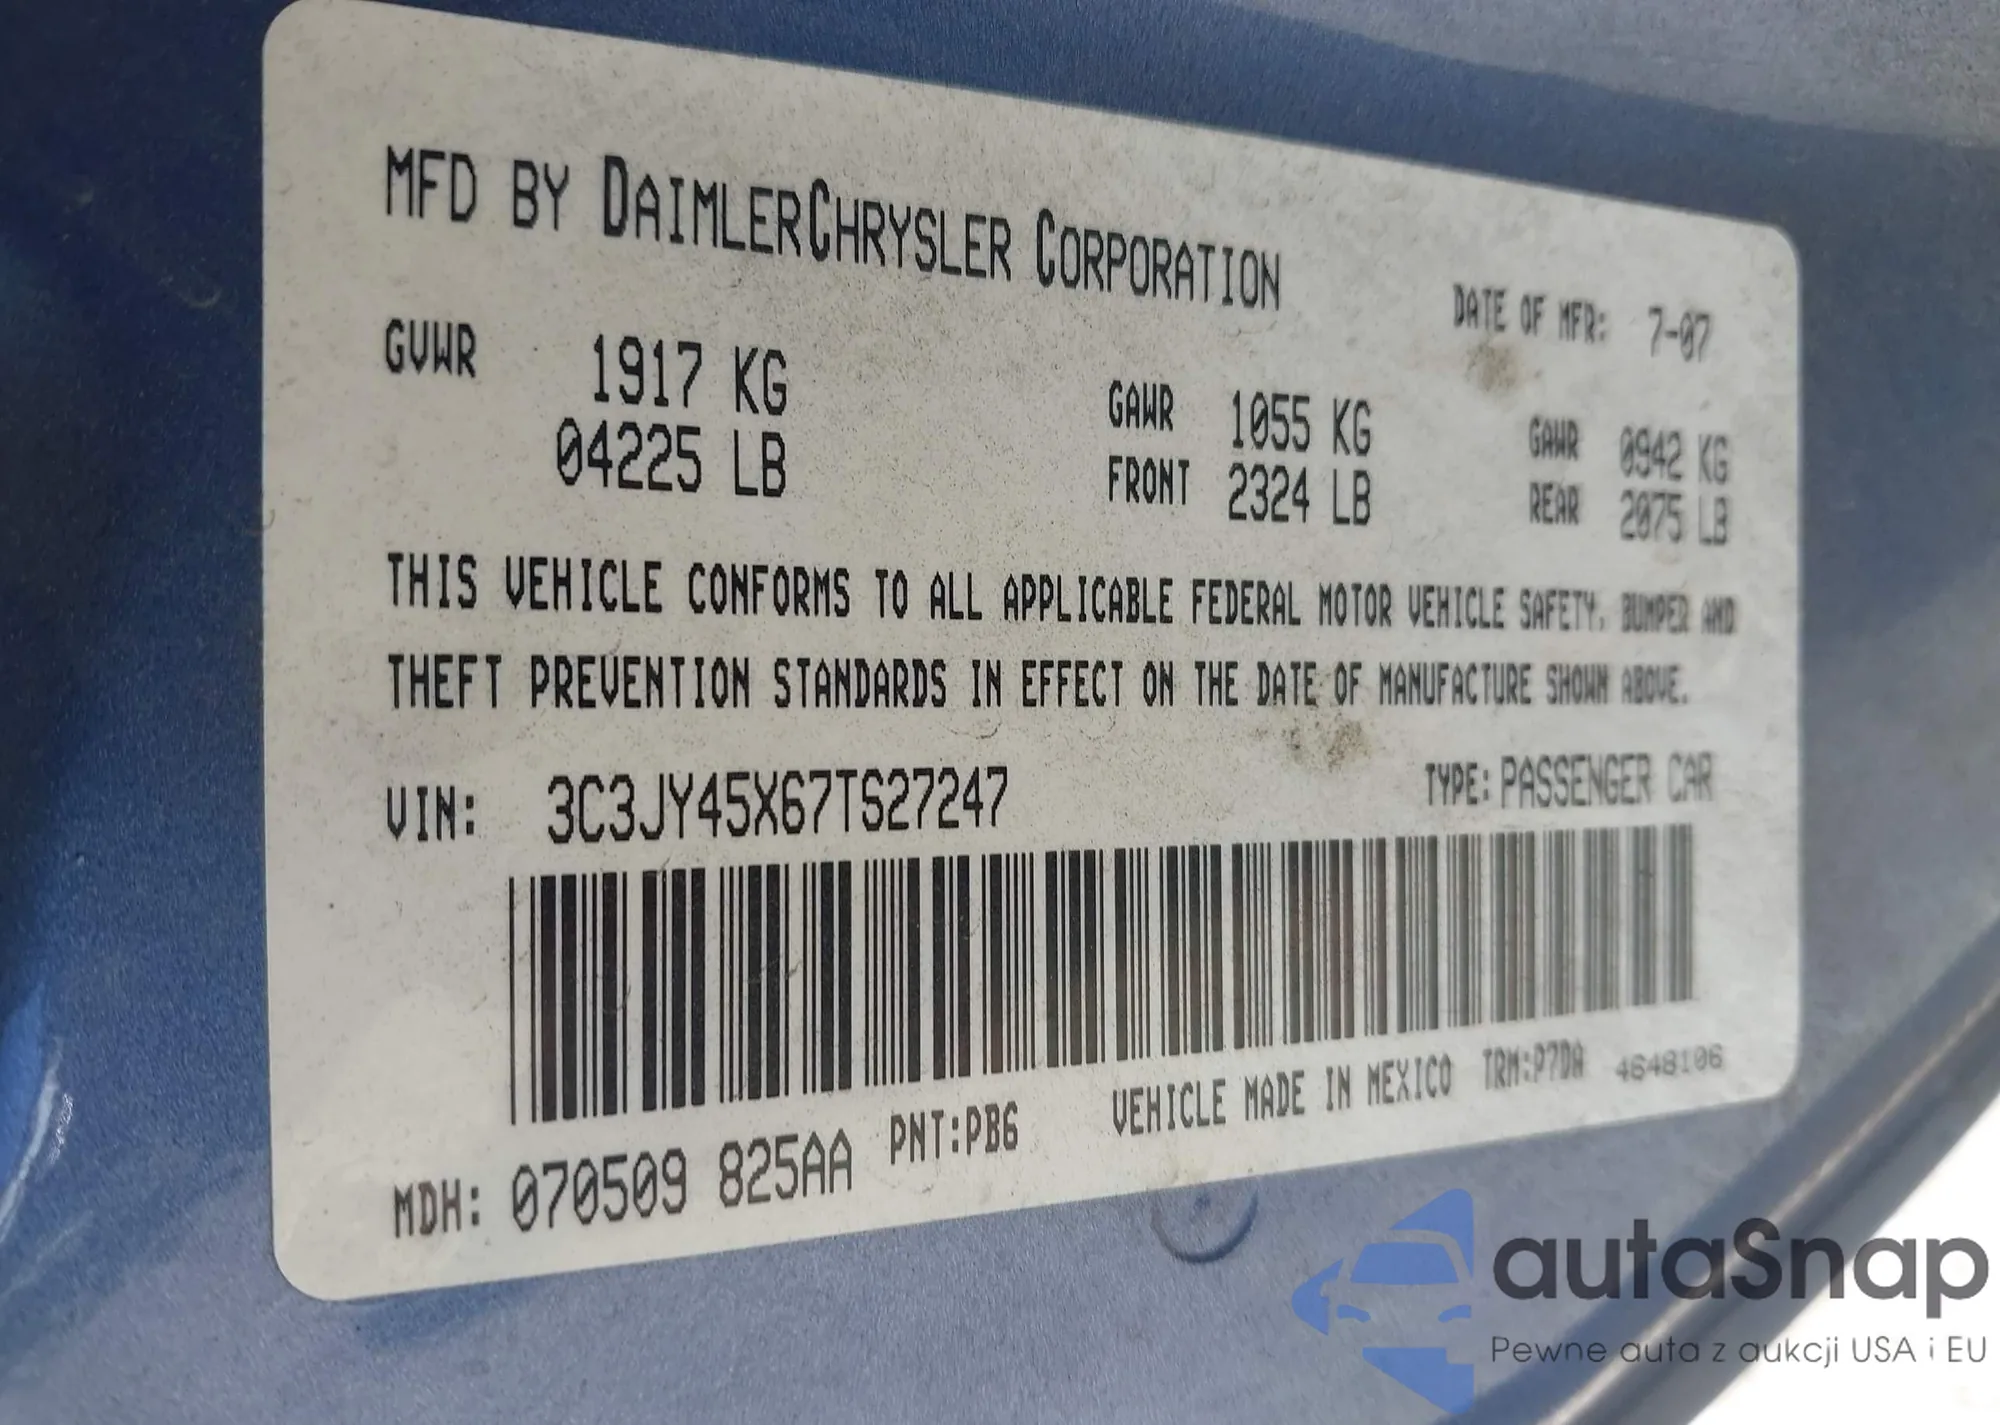 MFD BY DAIMLERCHRYSLER CORPORATION
DATE OF MFR: 7-07
GVWR 1917 KG
04225 LB
GAWR 1055 KG
FRONT 2324 LB
GAWR 0942 KG
REAR 2075 LB
THIS VEHICLE CONFORMS TO ALL APPLICABLE FEDERAL MOTOR VEHICLE SAFETY, BUMPER AND
THEFT PREVENTION STANDARDS IN EFFECT ON THE DATE OF MANUFACTURE SHOWN ABOVE.
VIN: 3C3JY45X67TS27247
TYPE: PASSENGER CAR
MDH: 070509 825AA PNT:PB6
VEHICLE MADE IN MEXICO TRM:P7DA 4648106
autaSnap
Pewne auta z aukcji USA i EU